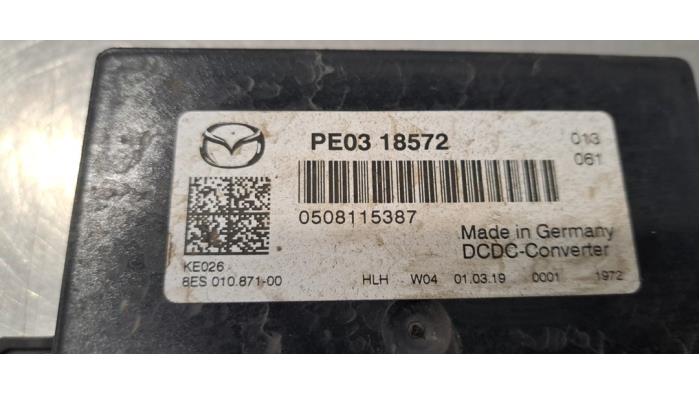 PE03 18572
013
061
0508115387
Made in Germany
DCDC-Converter
KE026
8ES 010.871-00
HLH W04 01.03.19 0001 1972